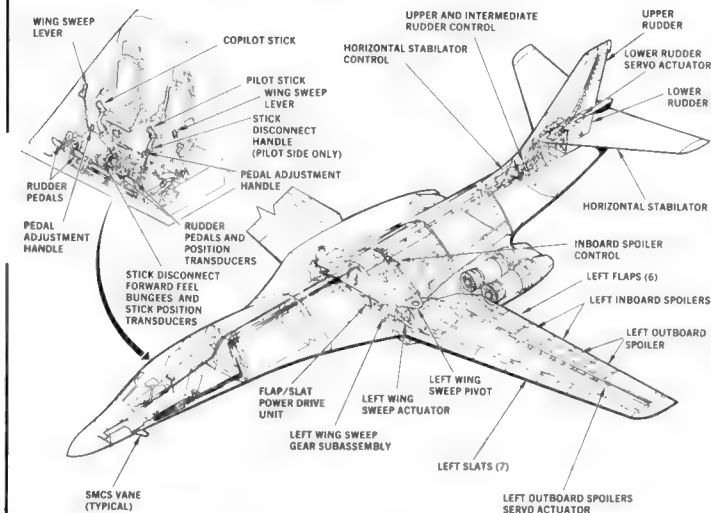 WING SWEEP
LEVER
COPILOT STICK
PILOT STICK
WING SWEEP
LEVER
STICK
DISCONNECT
HANDLE
(PILOT SIDE ONLY)
PEDAL ADJUSTMENT
HANDLE
RUDDER
PEDALS
PEDAL
ADJUSTMENT
HANDLE
RUDDER
PEDALS AND
POSITION
TRANSDUCERS
STICK DISCONNECT
FORWARD FEEL
BUNGEES AND
STICK POSITION
TRANSDUCERS
UPPER AND INTERMEDIATE
RUDDER CONTROL
HORIZONTAL STABILATOR
CONTROL
UPPER
RUDDER
LOWER RUDDER
SERVO ACTUATOR
LOWER
RUDDER
HORIZONTAL STABILATOR
INBOARD SPOILER
CONTROL
LEFT FLAPS (6)
LEFT INBOARD SPOILERS
LEFT OUTBOARD
SPOILER
LEFT WING
SWEEP PIVOT
LEFT WING
SWEEP ACTUATOR
FLAP/SLAT
POWER DRIVE
UNIT
LEFT WING SWEEP
GEAR SUBASSEMBLY
LEFT SLATS (7)
SMCS VANE
(TYPICAL)
LEFT OUTBOARD SPOILERS
SERVO ACTUATOR